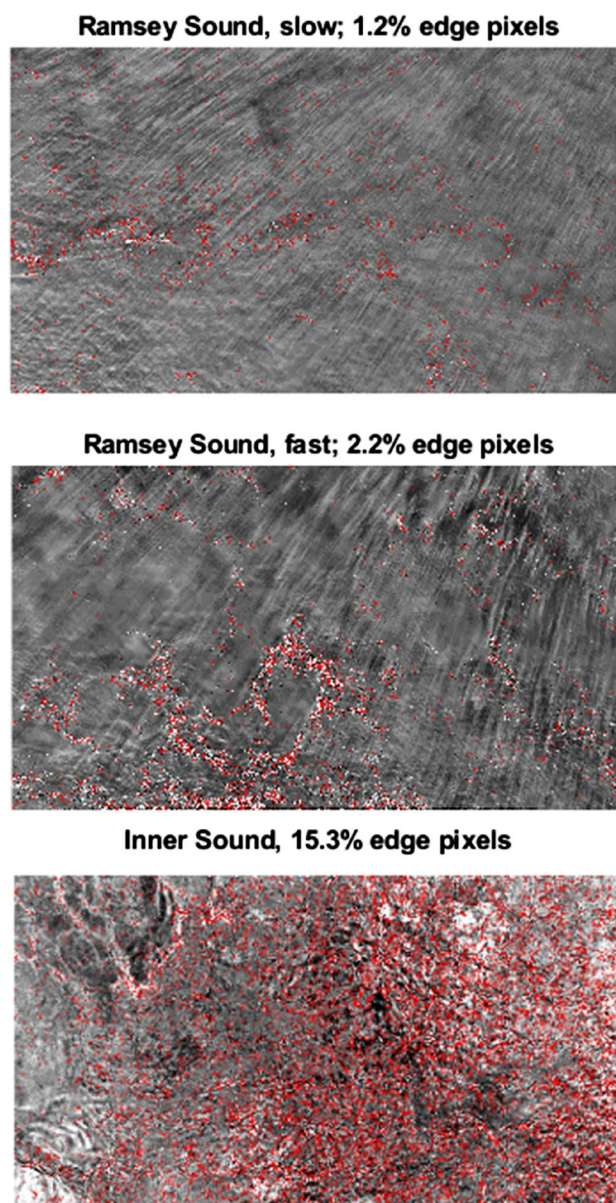 Ramsey Sound, slow; 1.2% edge pixels
Ramsey Sound, fast; 2.2% edge pixels
Inner Sound, 15.3% edge pixels